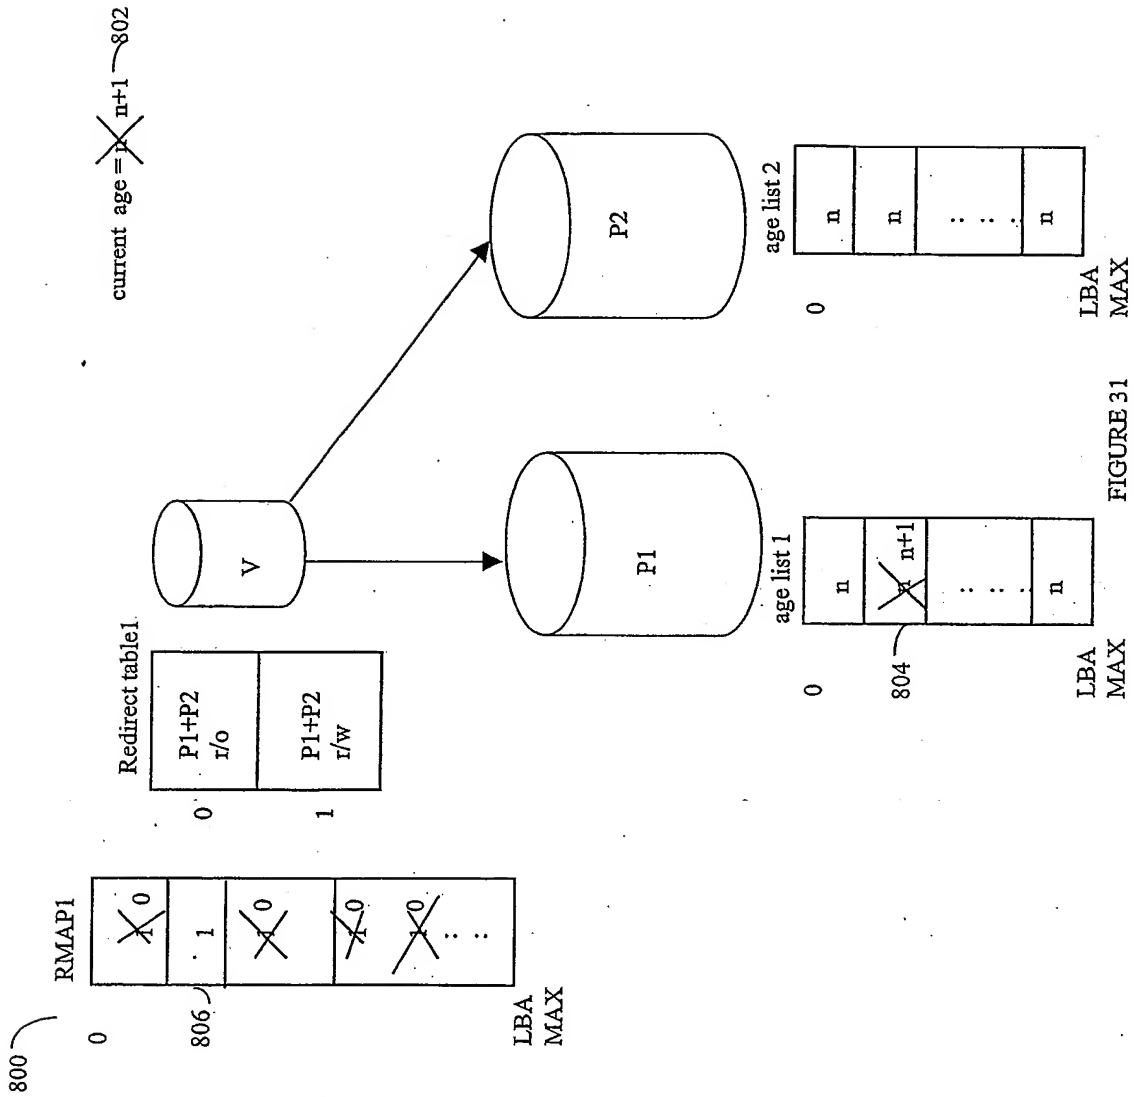 800
RMAP1
0
1 0
806
1
1 0
1 0
1 0
:
:
LBA
MAX
Redirect table1
0
P1+P2
r/o
1
P1+P2
r/w
V
current age = n n+1
802
P1
P2
age list 1
0
n
804
n n+1
: : .
n
LBA
MAX
age list 2
0
n
n
: : .
n
LBA
MAX
FIGURE 31